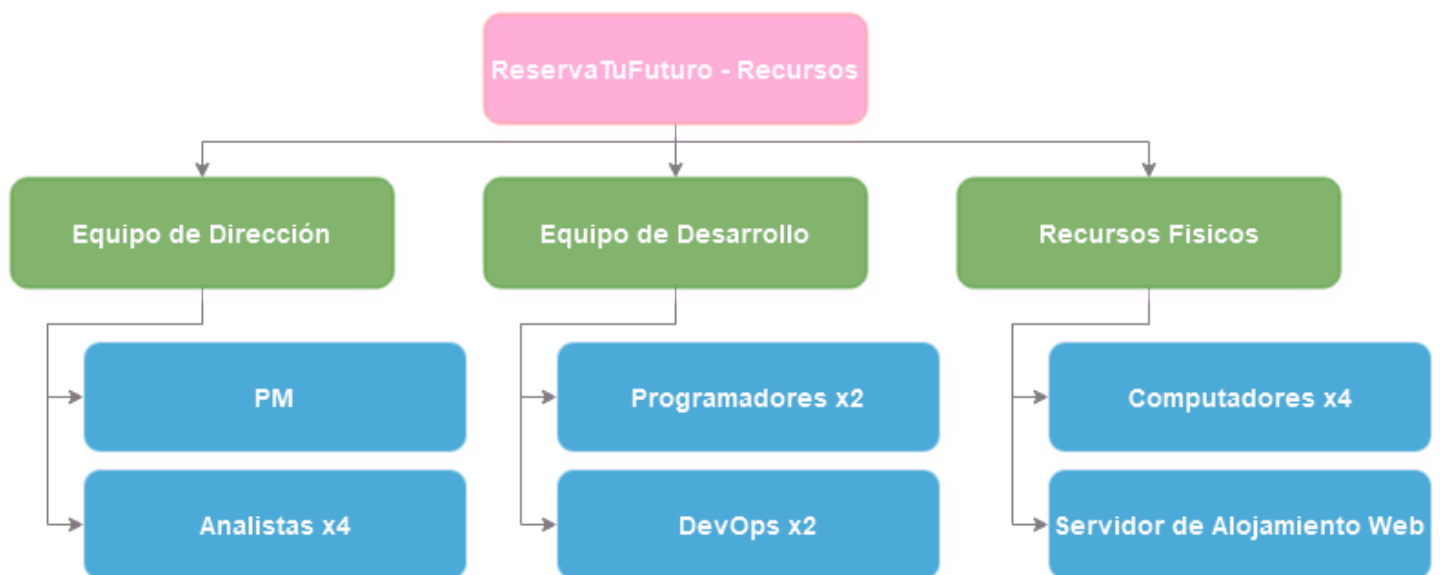 ReservaTuFuturo - Recursos
Equipo de Dirección
Equipo de Desarrollo
Recursos Fisicos
PM
Programadores x2
Computadores x4
Analistas x4
DevOps x2
Servidor de Alojamiento Web